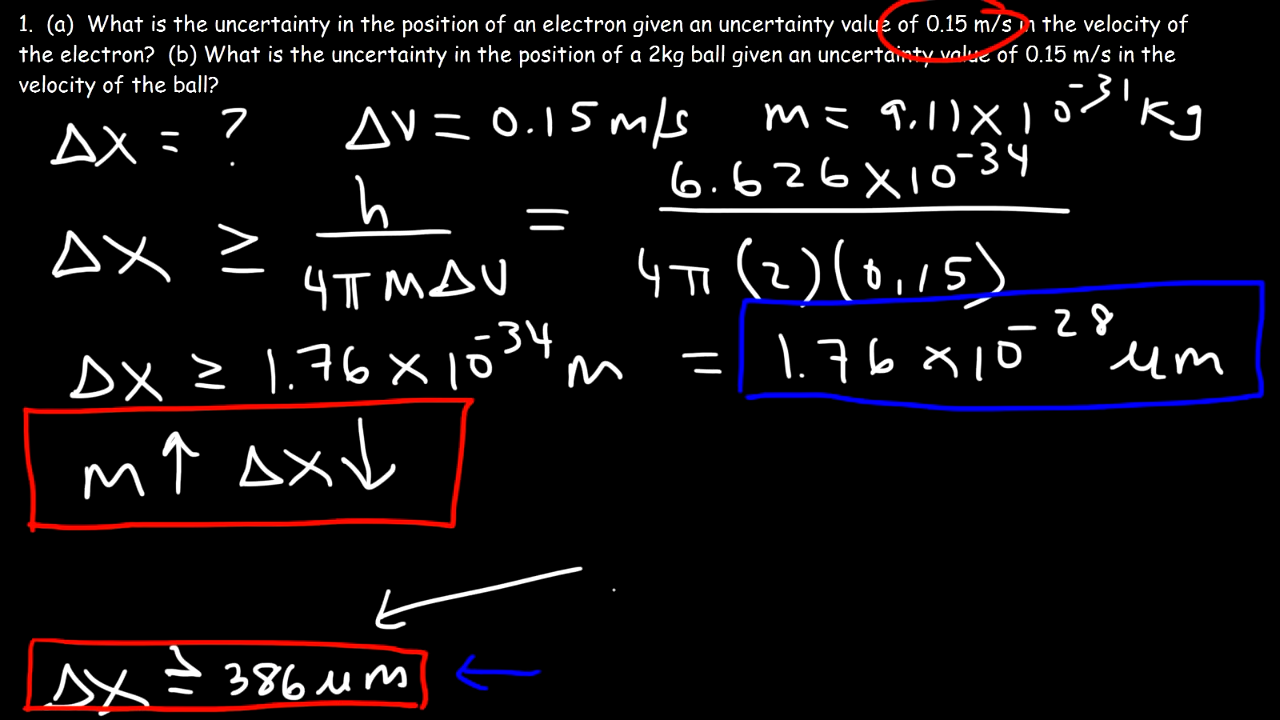 1. (a) What is the uncertainty in the position of an electron given an uncertainty value of 0.15 m/s in the velocity of
the electron? (b) What is the uncertainty in the position of a 2kg ball given an uncertainty value of 0.15 m/s in the
velocity of the ball?
Δx = ? Δv = 0.15 m/s m = 9.11 × 10⁻³¹ kg
Δx ≥ h / 4πmΔv = 6.626 × 10⁻³⁴ / 4π(2)(0.15)
Δx ≥ 1.76 × 10⁻³⁴ m = 1.76 × 10⁻²⁸ μm
m ↑ Δx ↓
Δx ≥ 386 μm